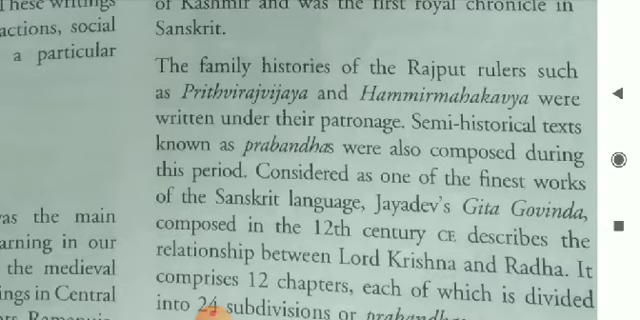 These writings
actions, social
a particular
was the main
arning in our
the medieval
ings in Central
of Kashmir and was the first royal chronicle in
Sanskrit.
The family histories of the Rajput rulers such
as Prithvirajvijaya and Hammirmahakavya were
written under their patronage. Semi-historical texts
known as prabandhas were also composed during
this period. Considered as one of the finest works
of the Sanskrit language, Jayadev's Gita Govinda,
composed in the 12th century CE describes the
relationship between Lord Krishna and Radha. It
comprises 12 chapters, each of which is divided
into 24 subdivisions or